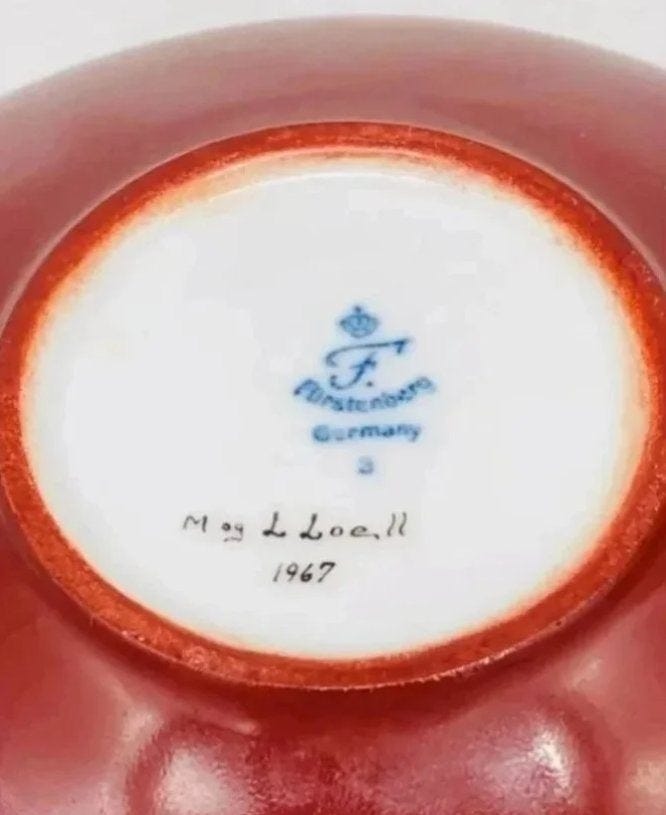 F.
Fürstenberg
Germany
3
L
1967